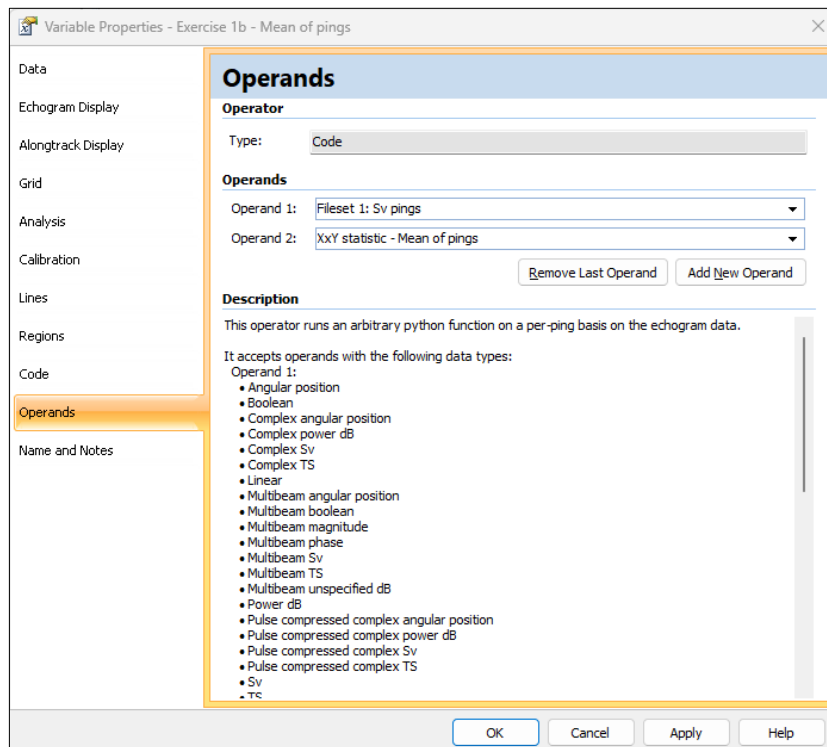 Variable Properties - Exercise 1b - Mean of pings
Data
Echogram Display
Alongtrack Display
Grid
Analysis
Calibration
Lines
Regions
Code
Operands
Name and Notes
Operands
Operator
Type: Code
Operands
Operand 1: Fileset 1: Sv pings
Operand 2: XxY statistic - Mean of pings
Remove Last Operand Add New Operand
Description
This operator runs an arbitrary python function on a per-ping basis on the echogram data.
It accepts operands with the following data types:
Operand 1:
• Angular position
• Boolean
• Complex angular position
• Complex power dB
• Complex Sv
• Complex TS
• Linear
• Multibeam angular position
• Multibeam boolean
• Multibeam magnitude
• Multibeam phase
• Multibeam Sv
• Multibeam TS
• Multibeam unspecified dB
• Power dB
• Pulse compressed complex angular position
• Pulse compressed complex power dB
• Pulse compressed complex Sv
• Pulse compressed complex TS
• Sv
• TS
OK Cancel Apply Help